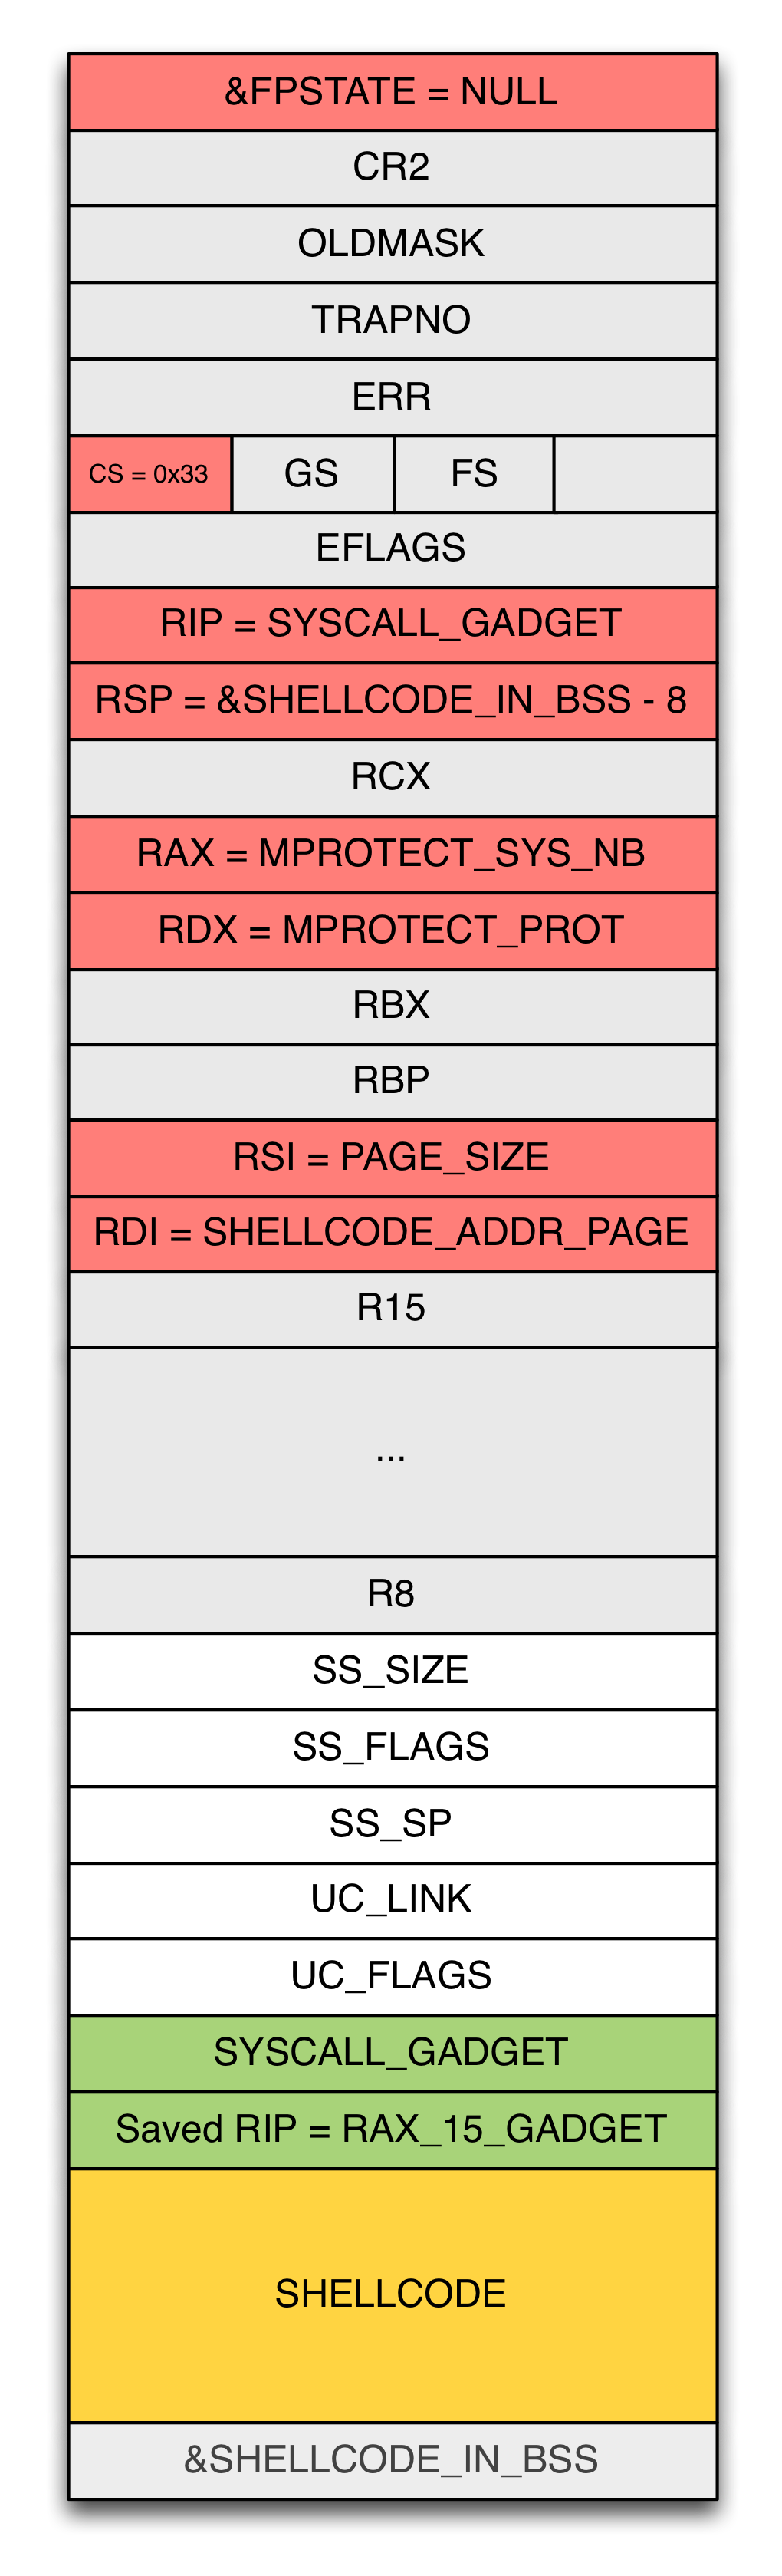 &FPSTATE = NULL
CR2
OLDMASK
TRAPNO
ERR
CS = 0x33 GS FS
EFLAGS
RIP = SYSCALL_GADGET
RSP = &SHELLCODE_IN_BSS - 8
RCX
RAX = MPROTECT_SYS_NB
RDX = MPROTECT_PROT
RBX
RBP
RSI = PAGE_SIZE
RDI = SHELLCODE_ADDR_PAGE
R15
...
R8
SS_SIZE
SS_FLAGS
SS_SP
UC_LINK
UC_FLAGS
SYSCALL_GADGET
Saved RIP = RAX_15_GADGET
SHELLCODE
&SHELLCODE_IN_BSS